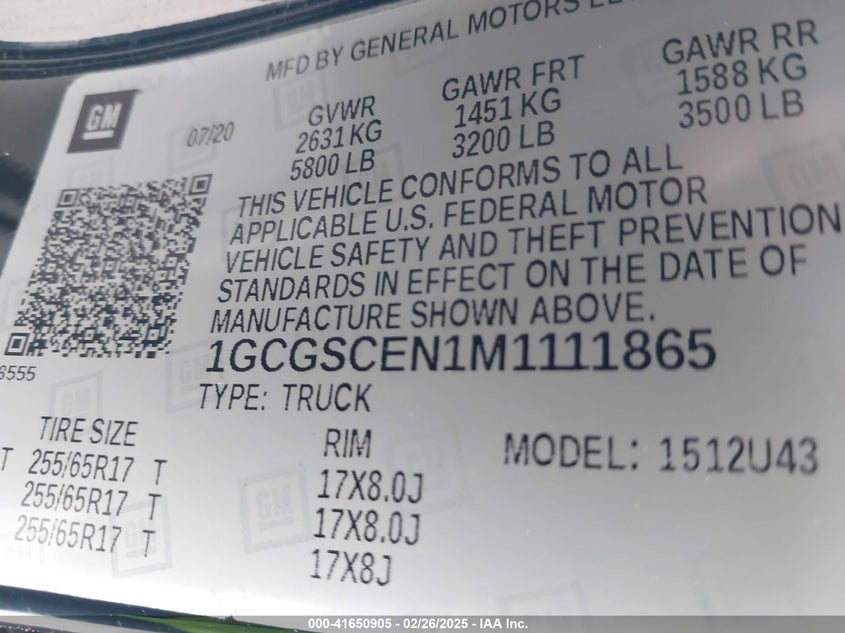 MFD BY GENERAL MOTORS LLC
GM
07/20
GVWR
2631 KG
5800 LB
GAWR FRT
1451 KG
3200 LB
GAWR RR
1588 KG
3500 LB
THIS VEHICLE CONFORMS TO ALL
APPLICABLE U.S. FEDERAL MOTOR
VEHICLE SAFETY AND THEFT PREVENTION
STANDARDS IN EFFECT ON THE DATE OF
MANUFACTURE SHOWN ABOVE.
1GCGSCEN1M1111865
TYPE: TRUCK
TIRE SIZE
RIM
MODEL: 1512U43
T 255/65R17 T
17X8.0J
255/65R17 T
17X8.0J
255/65R17 T
17X8J
000-41650905 - 02/26/2025 - IAA Inc.